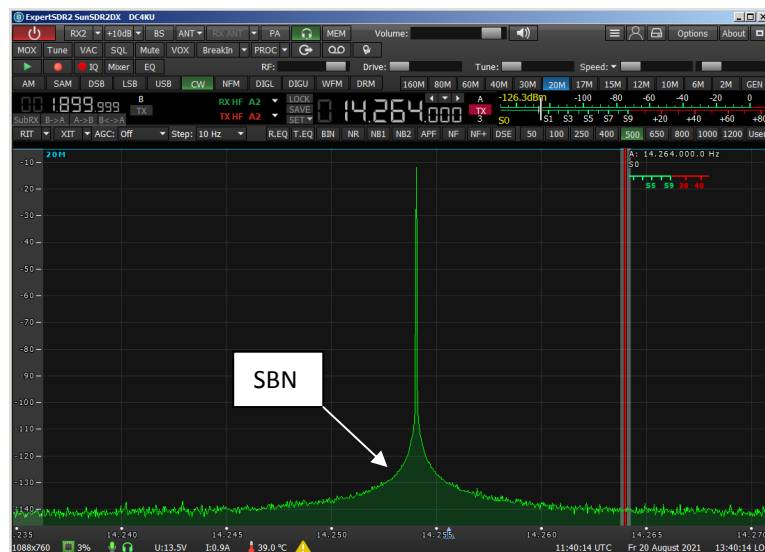 ExpertSDR2 SunSDR2DX DC4KU
RX2 +10dB BS ANT RX ANT PA MEM Volume: Options About
MOX Tune VAC SQL Mute VOX BreakIn PROC
IQ Mixer EQ RF: Drive: Tune: Speed:
AM SAM DSB LSB USB CW NFM DIGL DIGU WFM DRM 160M 80M 60M 40M 30M 20M 17M 15M 12M 10M 6M 2M GEN
00 1899.999 B TX RX HF A2 LOCK SAVE 14.264.000 A TX 3 -126.3dBm -100 -80 -60 -40 -20 0
SubRX B->A A->B B<->A TX HF A2 SET S0 S1 S3 S5 S7 S9 +20 +40 +60 +80
RIT XIT AGC: Off Step: 10 Hz R.EQ T.EQ BIN NR NB1 NB2 APF NF NF+ DSE 50 100 250 400 500 650 800 1000 1200 User
20M
A: 14.264.000.0 Hz
S0
S5 S9 20 40
-10
-20
-30
-40
-50
-60
-70
-80
-90
-100
-110
-120
-130
-140
SBN
.235 14.240 14.245 14.250 14.255 14.260 14.265 14.270
1088x760 3% U:13.5V I:0.9A 39.0 °C 11:40:14 UTC Fri 20 August 2021 13:40:14 LO